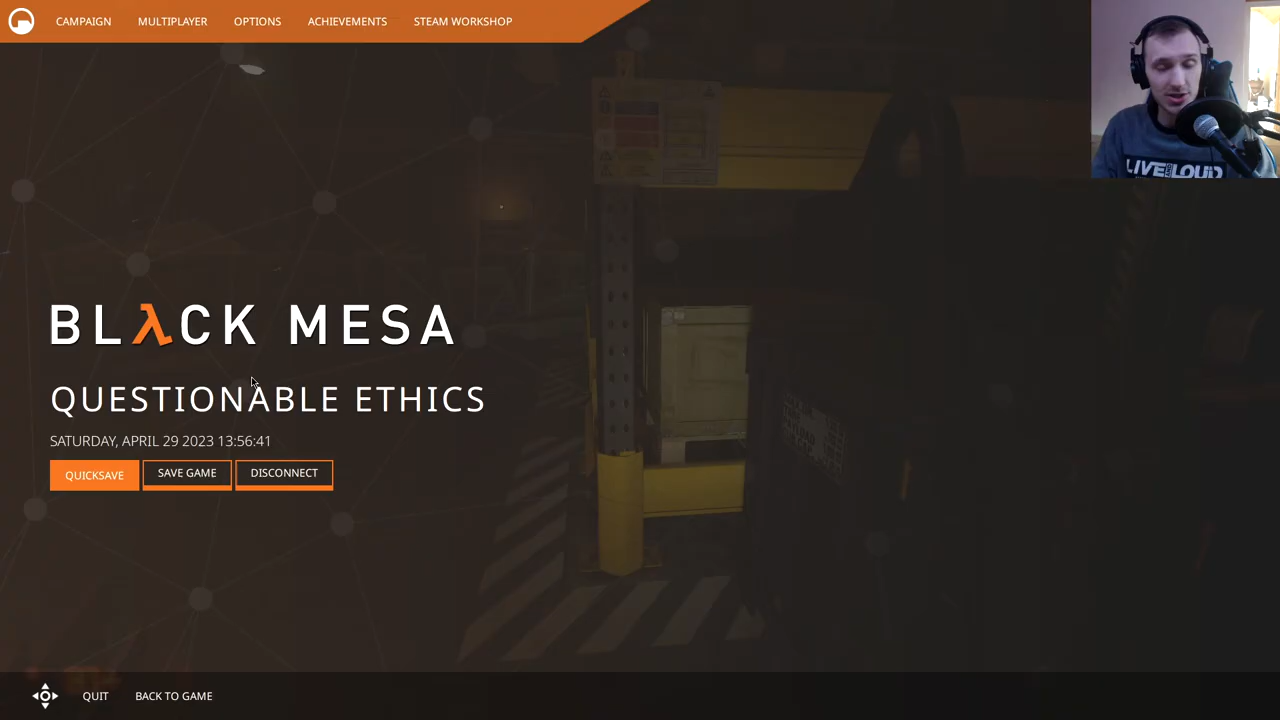 CAMPAIGN MULTIPLAYER OPTIONS ACHIEVEMENTS STEAM WORKSHOP
LIVE AND LOUD
BLλCK MESA
QUESTIONABLE ETHICS
SATURDAY, APRIL 29 2023 13:56:41
QUICKSAVE SAVE GAME DISCONNECT
QUIT BACK TO GAME